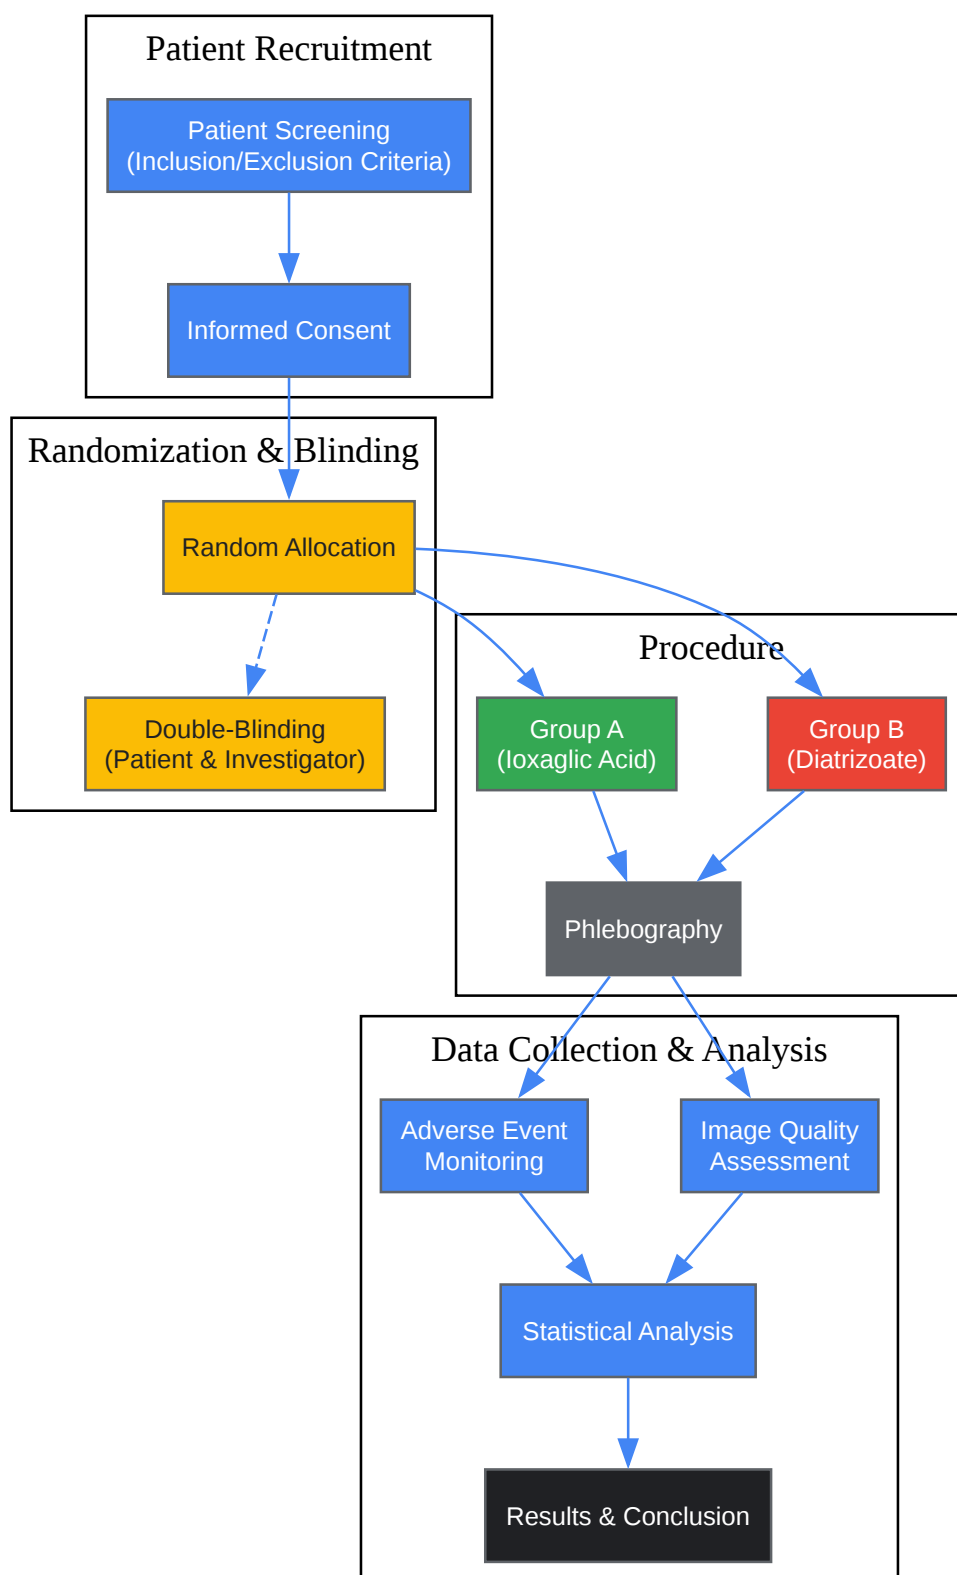 Patient Recruitment
Patient Screening
(Inclusion/Exclusion Criteria)
Informed Consent
Randomization & Blinding
Random Allocation
Double-Blinding
(Patient & Investigator)
Procedure
Group A
(Ioxaglic Acid)
Group B
(Diatrizoate)
Phlebography
Data Collection & Analysis
Adverse Event
Monitoring
Image Quality
Assessment
Statistical Analysis
Results & Conclusion